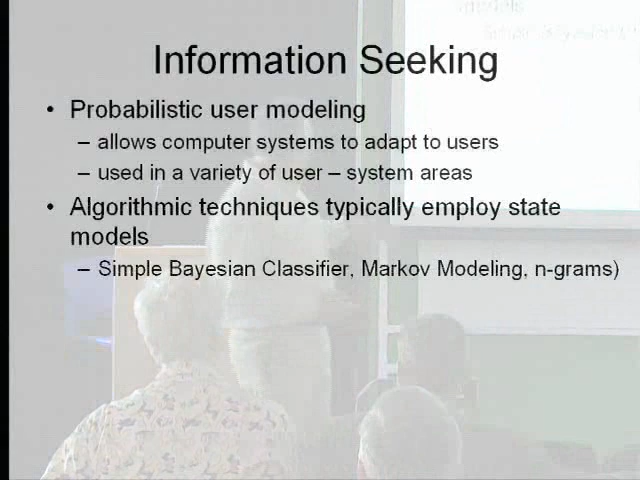 Information Seeking
• Probabilistic user modeling
– allows computer systems to adapt to users
– used in a variety of user – system areas
• Algorithmic techniques typically employ state
models
– Simple Bayesian Classifier, Markov Modeling, n-grams)
models